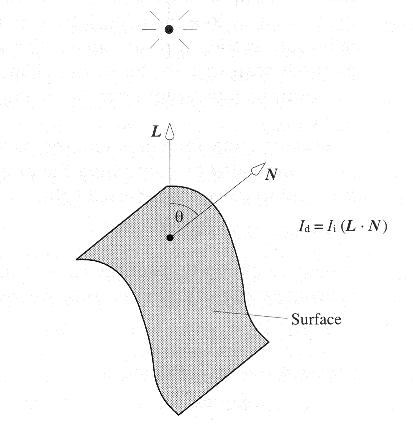 L
N
θ
I_d = I_i (L · N)
Surface